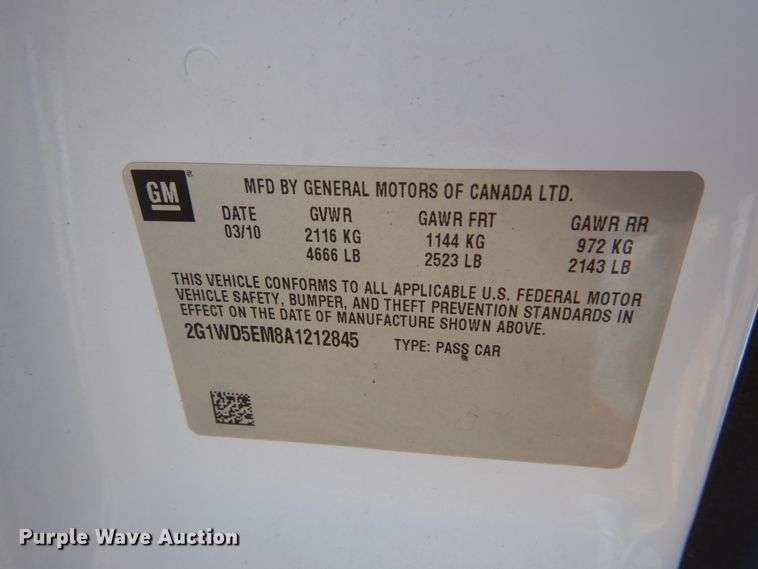 GM
MFD BY GENERAL MOTORS OF CANADA LTD.
DATE GVWR GAWR FRT GAWR RR
03/10 2116 KG 1144 KG 972 KG
4666 LB 2523 LB 2143 LB
THIS VEHICLE CONFORMS TO ALL APPLICABLE U.S. FEDERAL MOTOR
VEHICLE SAFETY, BUMPER, AND THEFT PREVENTION STANDARDS IN
EFFECT ON THE DATE OF MANUFACTURE SHOWN ABOVE.
2G1WD5EM8A1212845 TYPE: PASS CAR
Purple Wave Auction